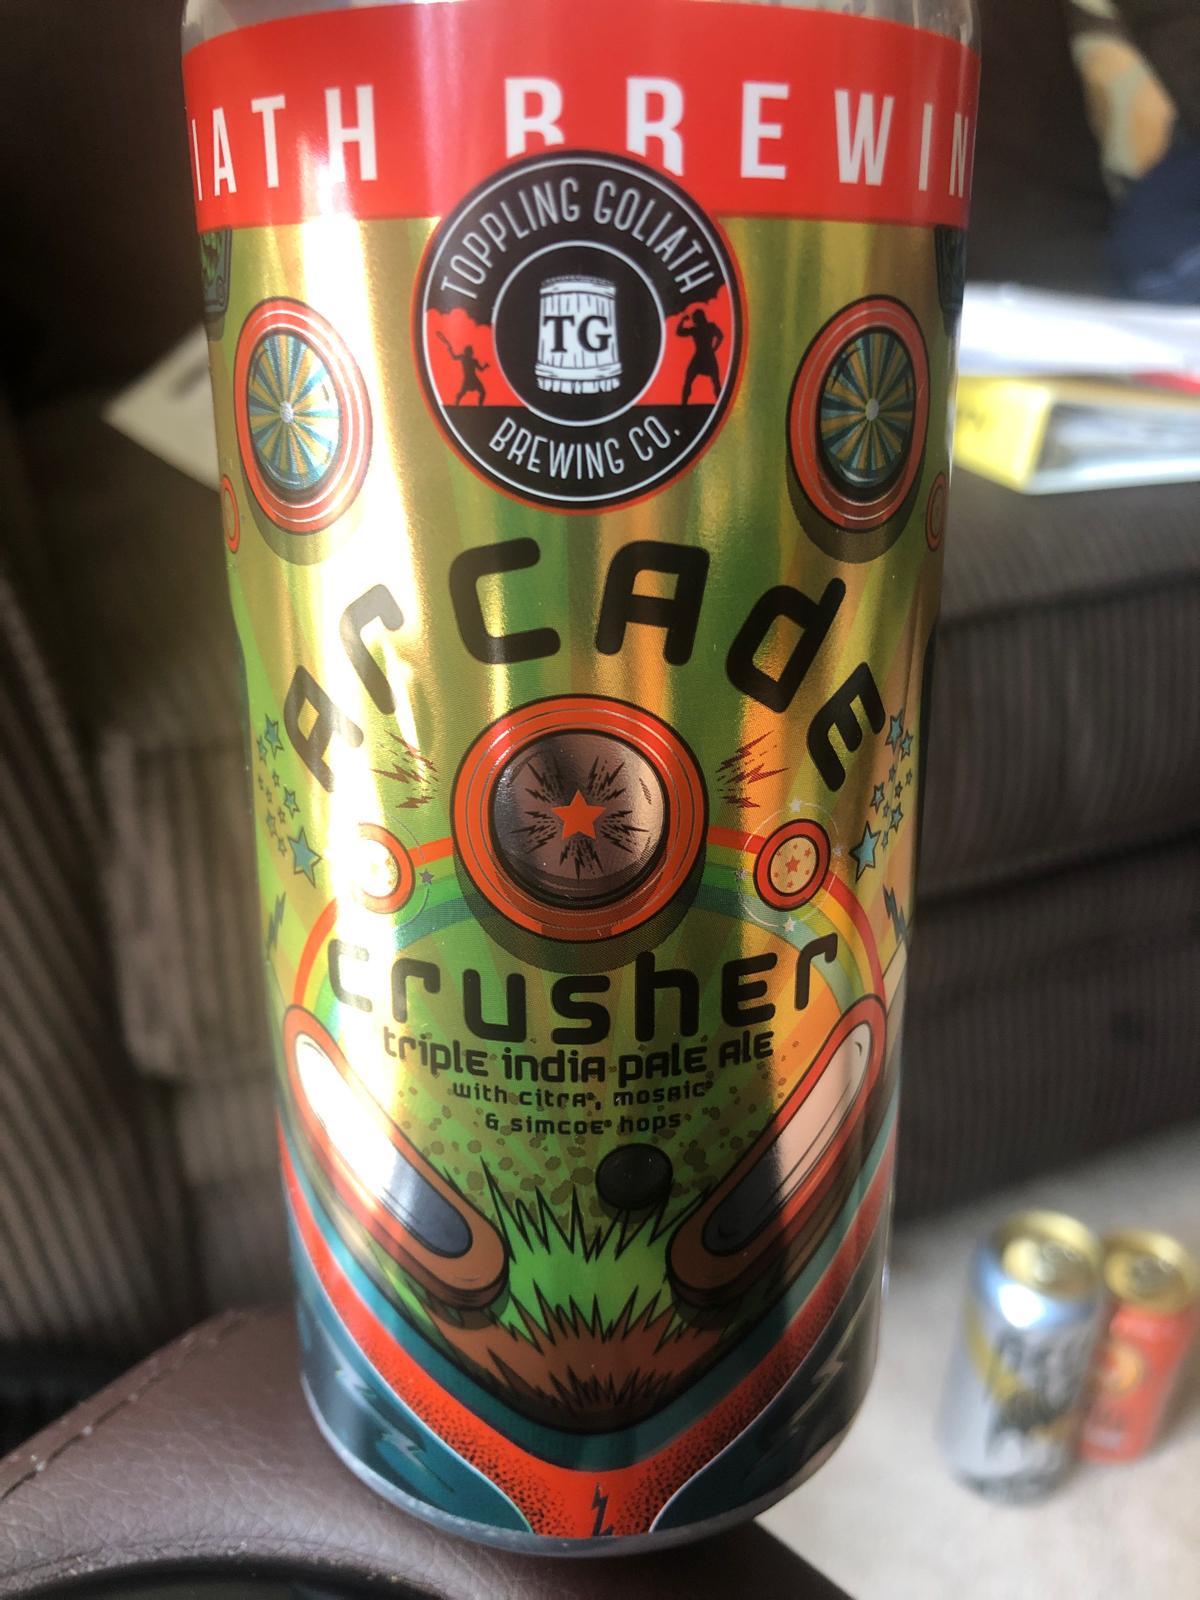 IATH BREWIN
TOPPLING GOLIATH
TG
BREWING CO.
ArCAdE
crusher
triple india pale Ale
with citra®, mosaic®
& simcoe® hops